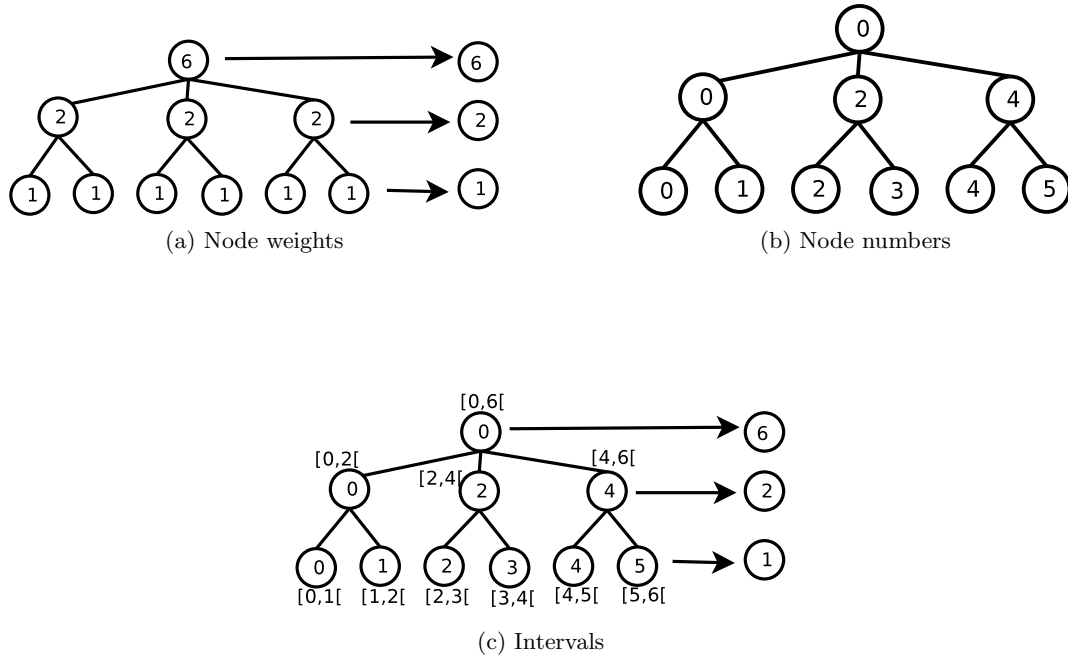 6 6
2 2 2 2
1 1 1 1 1 1 1
(a) Node weights
0
0 2 4
0 1 2 3 4 5
(b) Node numbers
[0,6[
0 6
[0,2[ [2,4[ [4,6[
0 2 4 2
0 1 2 3 4 5 1
[0,1[ [1,2[ [2,3[ [3,4[ [4,5[ [5,6[
(c) Intervals